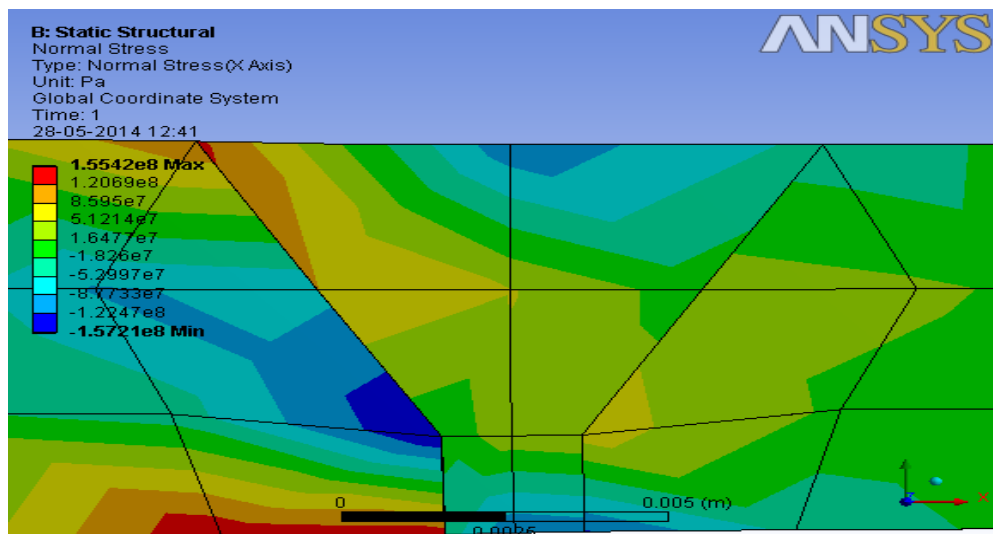 B: Static Structural
Normal Stress
Type: Normal Stress(X Axis)
Unit: Pa
Global Coordinate System
Time: 1
28-05-2014 12:41
ANSYS
1.5542e8 Max
1.2069e8
8.595e7
5.1214e7
1.6477e7
-1.826e7
-5.2997e7
-8.7733e7
-1.2247e8
-1.5721e8 Min
0
0.005 (m)
0.0025
X